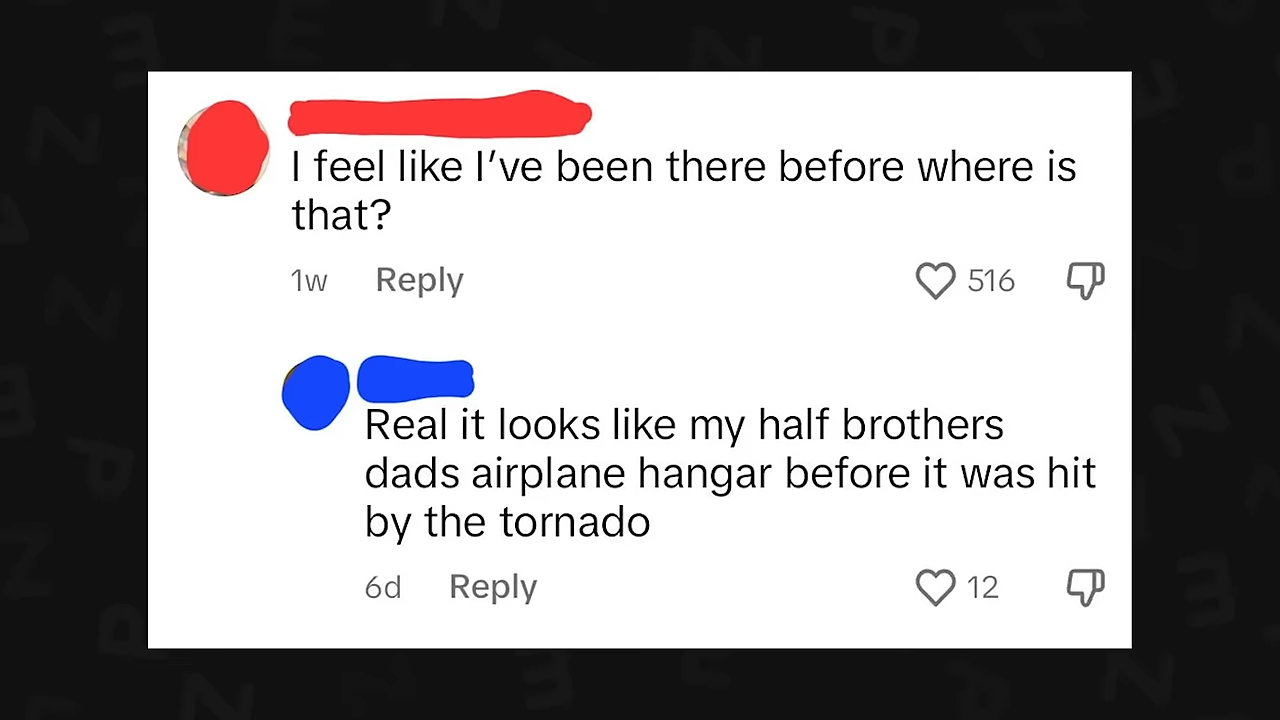 I feel like I've been there before where is
that?
1w Reply 516
Real it looks like my half brothers
dads airplane hangar before it was hit
by the tornado
6d Reply 12